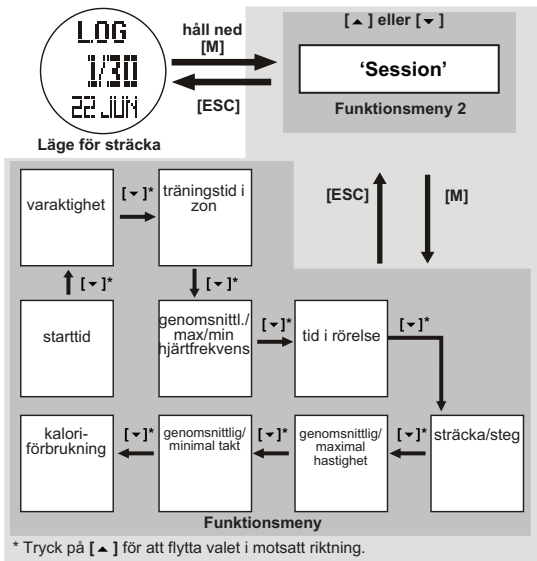 LOG
1/30
22 JUN
Läge för sträcka
håll ned
[M]
[ESC]
[▲] eller [▼]
‘Session’
Funktionsmeny 2
[ESC]
[M]
varaktighet
[▼]*
träningstid i
zon
[▼]*
[▼]*
starttid
genomsnittl./
max/min
hjärtfrekvens
[▼]*
tid i rörelse
[▼]*
kalori-
förbrukning
[▼]*
genomsnittlig/
minimal takt
[▼]*
genomsnittlig/
maximal
hastighet
[▼]*
sträcka/steg
Funktionsmeny
* Tryck på [▲] för att flytta valet i motsatt riktning.